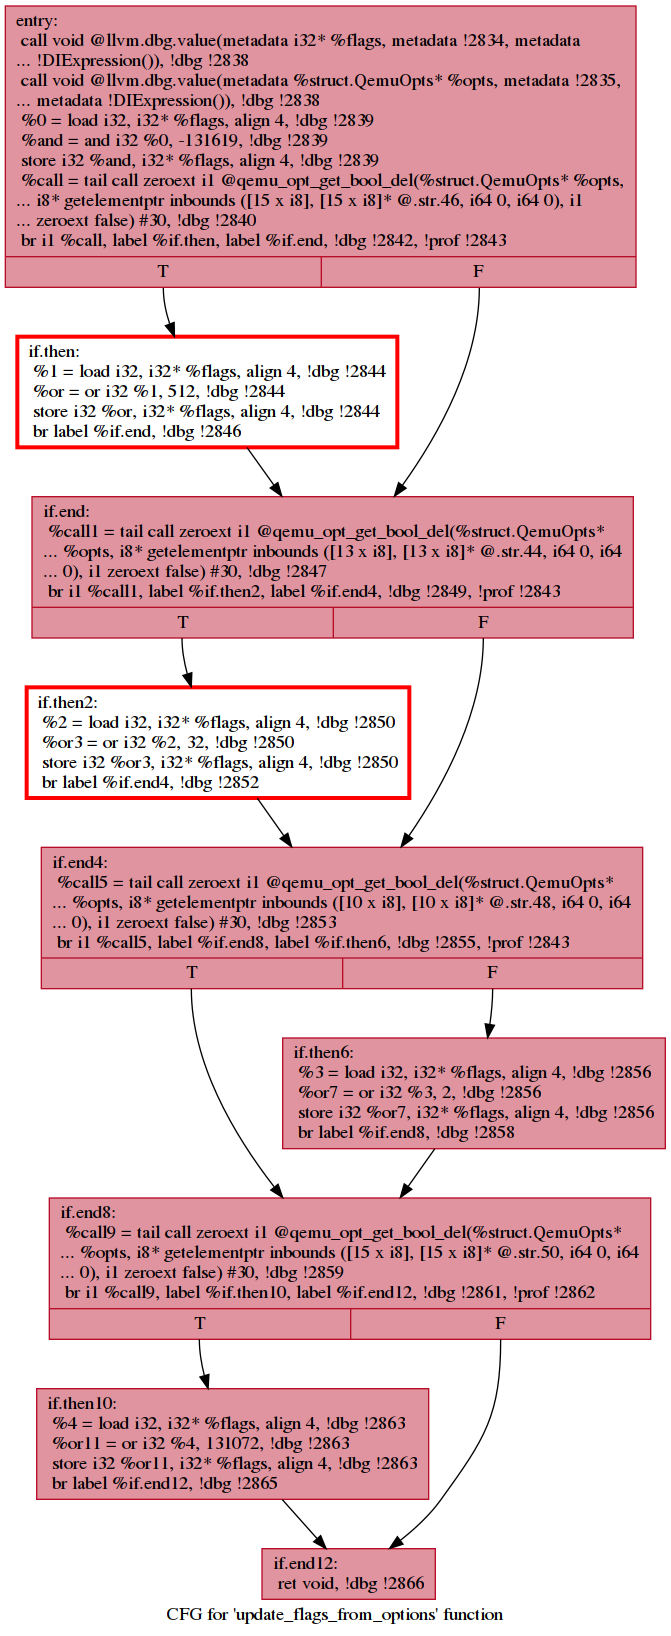 entry:
call void @llvm.dbg.value(metadata i32* %flags, metadata !2834, metadata
... !DIExpression()), !dbg !2838
call void @llvm.dbg.value(metadata %struct.QemuOpts* %opts, metadata !2835,
... metadata !DIExpression()), !dbg !2838
%0 = load i32, i32* %flags, align 4, !dbg !2839
%and = and i32 %0, -131619, !dbg !2839
store i32 %and, i32* %flags, align 4, !dbg !2839
%call = tail call zeroext i1 @qemu_opt_get_bool_del(%struct.QemuOpts* %opts,
... i8* getelementptr inbounds ([15 x i8], [15 x i8]* @.str.46, i64 0, i64 0), i1
... zeroext false) #30, !dbg !2840
br i1 %call, label %if.then, label %if.end, !dbg !2842, !prof !2843
T F
if.then:
%1 = load i32, i32* %flags, align 4, !dbg !2844
%or = or i32 %1, 512, !dbg !2844
store i32 %or, i32* %flags, align 4, !dbg !2844
br label %if.end, !dbg !2846
if.end:
%call1 = tail call zeroext i1 @qemu_opt_get_bool_del(%struct.QemuOpts*
... %opts, i8* getelementptr inbounds ([13 x i8], [13 x i8]* @.str.44, i64 0, i64
... 0), i1 zeroext false) #30, !dbg !2847
br i1 %call1, label %if.then2, label %if.end4, !dbg !2849, !prof !2843
T F
if.then2:
%2 = load i32, i32* %flags, align 4, !dbg !2850
%or3 = or i32 %2, 32, !dbg !2850
store i32 %or3, i32* %flags, align 4, !dbg !2850
br label %if.end4, !dbg !2852
if.end4:
%call5 = tail call zeroext i1 @qemu_opt_get_bool_del(%struct.QemuOpts*
... %opts, i8* getelementptr inbounds ([10 x i8], [10 x i8]* @.str.48, i64 0, i64
... 0), i1 zeroext false) #30, !dbg !2853
br i1 %call5, label %if.end8, label %if.then6, !dbg !2855, !prof !2843
T F
if.then6:
%3 = load i32, i32* %flags, align 4, !dbg !2856
%or7 = or i32 %3, 2, !dbg !2856
store i32 %or7, i32* %flags, align 4, !dbg !2856
br label %if.end8, !dbg !2858
if.end8:
%call9 = tail call zeroext i1 @qemu_opt_get_bool_del(%struct.QemuOpts*
... %opts, i8* getelementptr inbounds ([15 x i8], [15 x i8]* @.str.50, i64 0, i64
... 0), i1 zeroext false) #30, !dbg !2859
br i1 %call9, label %if.then10, label %if.end12, !dbg !2861, !prof !2862
T F
if.then10:
%4 = load i32, i32* %flags, align 4, !dbg !2863
%or11 = or i32 %4, 131072, !dbg !2863
store i32 %or11, i32* %flags, align 4, !dbg !2863
br label %if.end12, !dbg !2865
if.end12:
ret void, !dbg !2866
CFG for 'update_flags_from_options' function